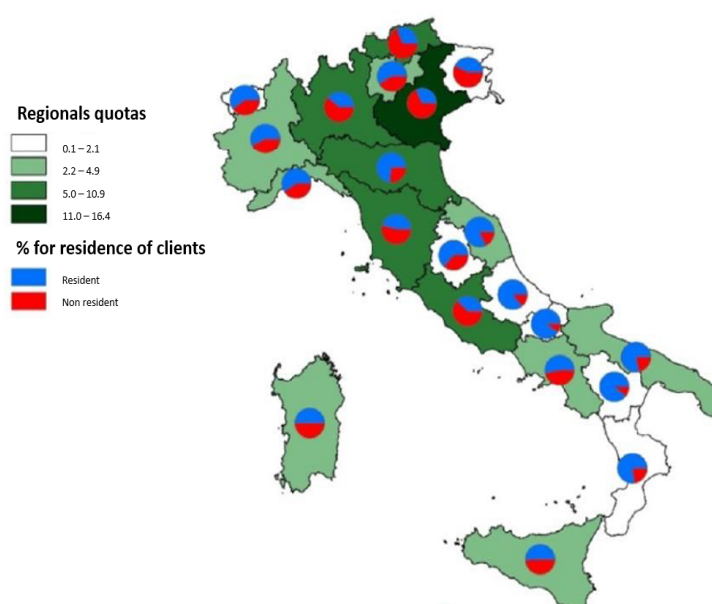 Regionals quotas
0.1 – 2.1
2.2 – 4.9
5.0 – 10.9
11.0 – 16.4
% for residence of clients
Resident
Non resident